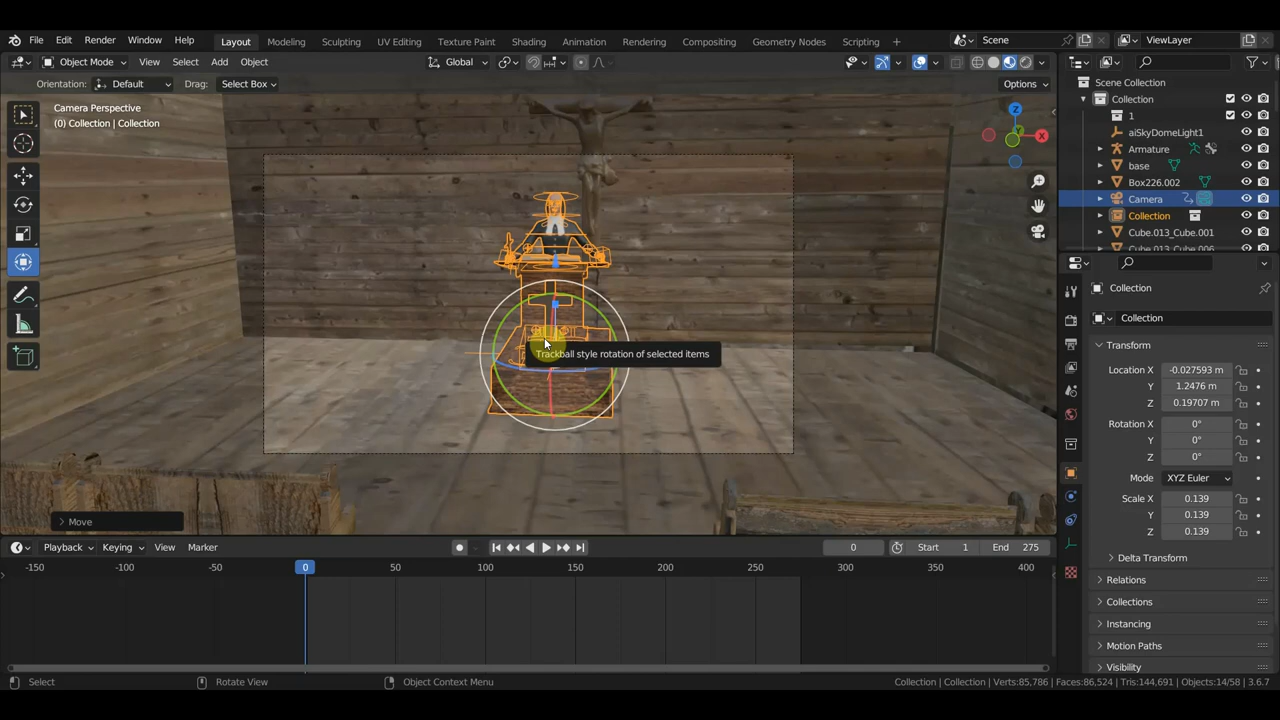 File Edit Render Window Help Layout Modeling Sculpting UV Editing Texture Paint Shading Animation Rendering Compositing Geometry Nodes Scripting + Scene ViewLayer
Object Mode View Select Add Object Global
Orientation: Default Drag: Select Box Options
Camera Perspective
(0) Collection | Collection
Z
X
Y
Trackball style rotation of selected items
Move
Scene Collection
Collection
1
aiSkyDomeLight1
Armature
base
Box226.002
Camera
Collection
Cube.013_Cube.001
Cube.013_Cube.006
Collection
Collection
Transform
Location X -0.027593 m
Y 1.2476 m
Z 0.19707 m
Rotation X 0°
Y 0°
Z 0°
Mode XYZ Euler
Scale X 0.139
Y 0.139
Z 0.139
Delta Transform
Relations
Collections
Instancing
Motion Paths
Visibility
Playback Keying View Marker 0 Start 1 End 275
-150 -100 -50 0 50 100 150 200 250 300 350 400
Select Rotate View Object Context Menu Collection | Collection | Verts:85,786 | Faces:86,524 | Tris:144,691 | Objects:14/58 | 3.6.7